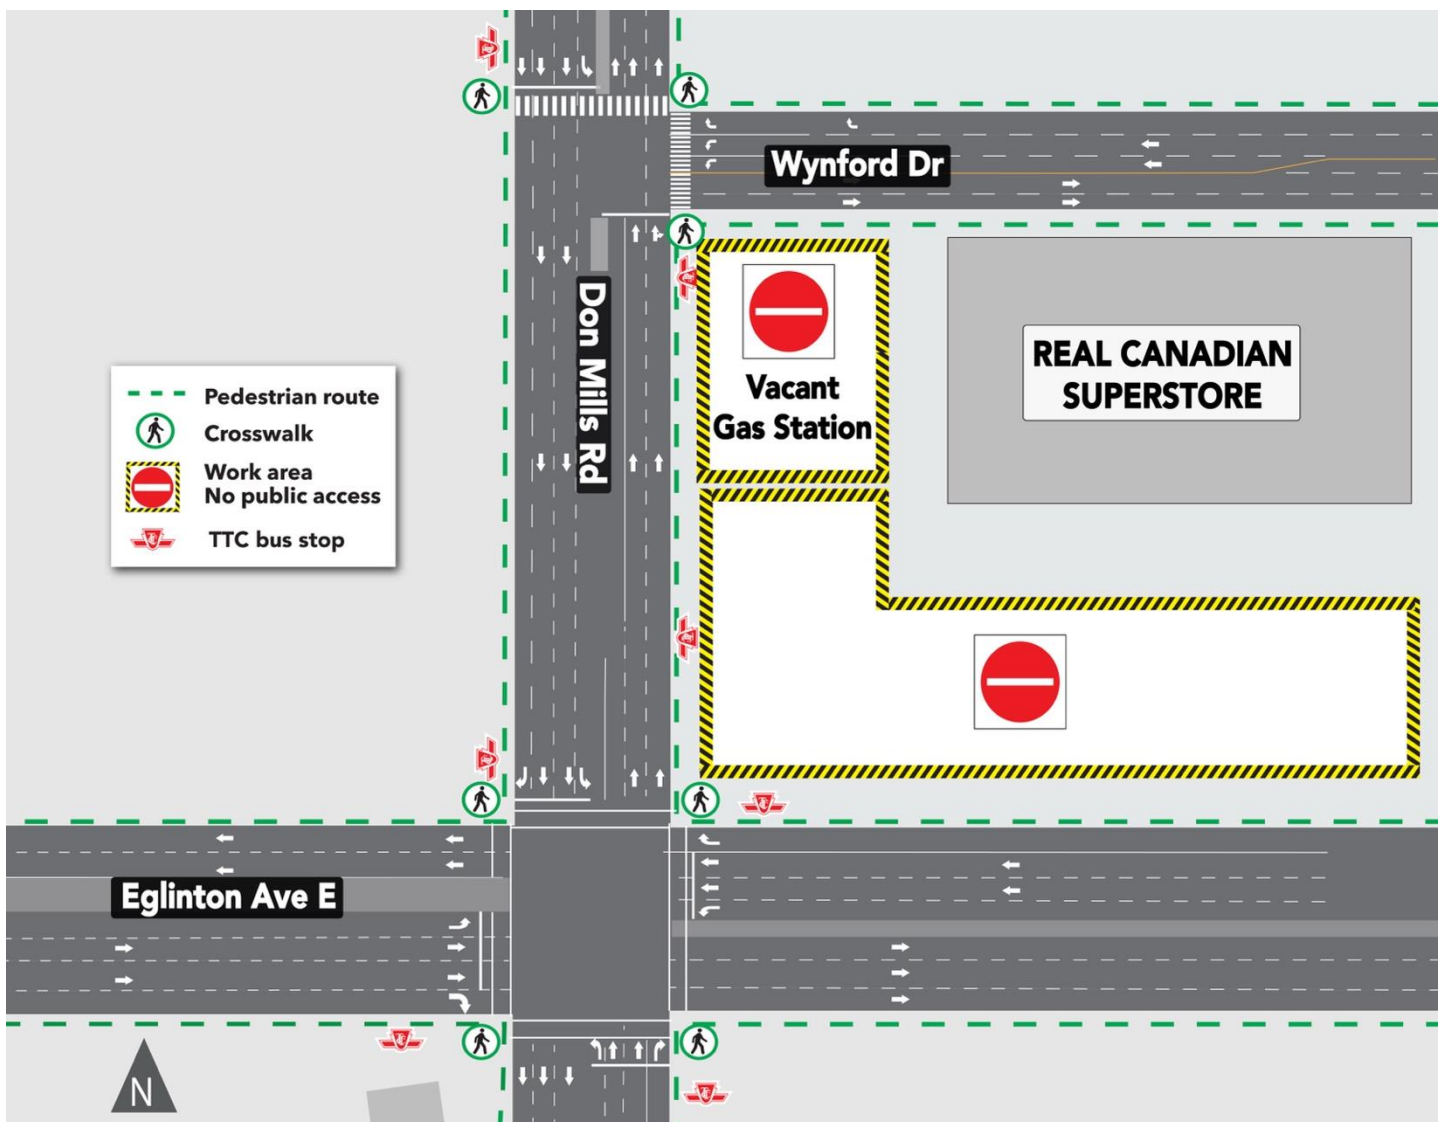 Wynford Dr
Don Mills Rd
Vacant
Gas Station
REAL CANADIAN
SUPERSTORE
Pedestrian route
Crosswalk
Work area
No public access
TTC bus stop
Eglinton Ave E
N